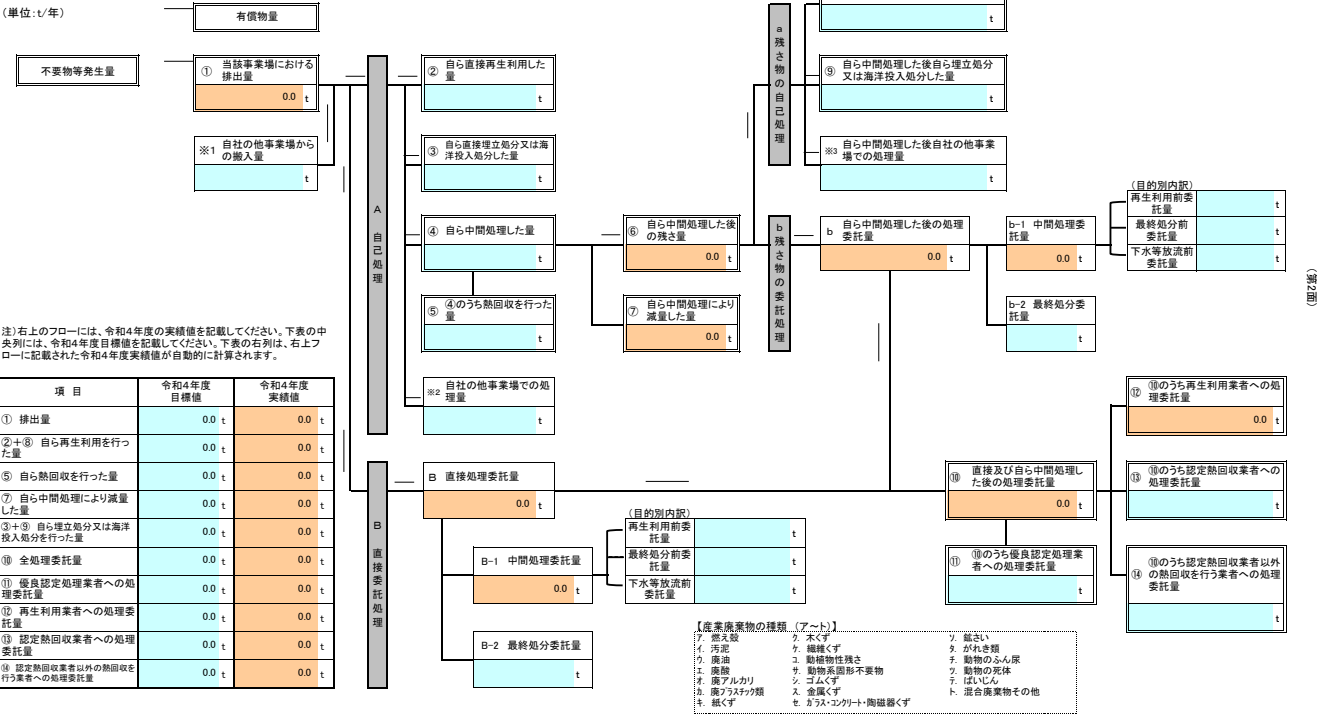 (単位:t/年)
有償物量
t
不要物等発生量
① 当該事業場における
排出量
0.0 t
※1 自社の他事業場から
の搬入量
t
A 自己処理
② 自ら直接再生利用した
量
t
③ 自ら直接埋立処分又は海
洋投入処分した量
t
④ 自ら中間処理した量
t
⑤ ④のうち熱回収を行った
量
t
※2 自社の他事業場での処
理量
t
⑥ 自ら中間処理した後
の残さ量
0.0 t
⑦ 自ら中間処理により
減量した量
0.0 t
a 残さ物の自己処理
⑨ 自ら中間処理した後自ら埋立処分
又は海洋投入処分した量
t
※3 自ら中間処理した後自社の他事業
場での処理量
t
b 残さ物の委託処理
b 自ら中間処理した後の処理
委託量
0.0 t
b-1 中間処理委
託量
0.0 t
b-2 最終処分委
託量
t
(目的別内訳)
再生利用前委
託量
t
最終処分前
委託量
t
下水等放流前
委託量
t
(第2面)
注)右上のフローには、令和4年度の実績値を記載してください。下表の中
央列には、令和4年度目標値を記載してください。下表の右列は、右上フ
ローに記載された令和4年度実績値が自動的に計算されます。
項 目 令和4年度
目標値 令和4年度
実績値
① 排出量 0.0 t 0.0 t
②+⑧ 自ら再生利用を行っ
た量 0.0 t 0.0 t
⑤ 自ら熱回収を行った量 0.0 t 0.0 t
⑦ 自ら中間処理により減量
した量 0.0 t 0.0 t
③+⑨ 自ら埋立処分又は海洋
投入処分を行った量 0.0 t 0.0 t
⑩ 全処理委託量 0.0 t 0.0 t
⑪ 優良認定処理業者への処
理委託量 0.0 t 0.0 t
⑫ 再生利用業者への処理委
託量 0.0 t 0.0 t
⑬ 認定熱回収業者への処理
委託量 0.0 t 0.0 t
⑭ 認定熱回収業者以外の熱回収を
行う業者への処理委託量 0.0 t 0.0 t
B 直接委託処理
B 直接処理委託量
0.0 t
B-1 中間処理委託量
0.0 t
B-2 最終処分委託量
t
(目的別内訳)
再生利用前委
託量
t
最終処分前委
託量
t
下水等放流前
委託量
t
⑩ 直接及び自ら中間処理し
た後の処理委託量
0.0 t
⑪ ⑩のうち優良認定処理業
者への処理委託量
t
⑫ ⑩のうち再生利用業者への処
理委託量
0.0 t
⑬ ⑩のうち認定熱回収業者への
処理委託量
t
⑭ ⑩のうち認定熱回収業者以外
の熱回収を行う業者への処理
委託量
t
【産業廃棄物の種類 (ア~ト)】
ア. 燃え殻 ク. 木くず ソ. 鉱さい
イ. 汚泥 ケ. 繊維くず タ. がれき類
ウ. 廃油 コ. 動植物性残さ チ. 動物のふん尿
エ. 廃酸 サ. 動物系固形不要物 ツ. 動物の死体
オ. 廃アルカリ シ. ゴムくず テ. ばいじん
カ. 廃プラスチック類 ス. 金属くず ト. 混合廃棄物その他
キ. 紙くず セ. ガラス・コンクリート・陶磁器くず